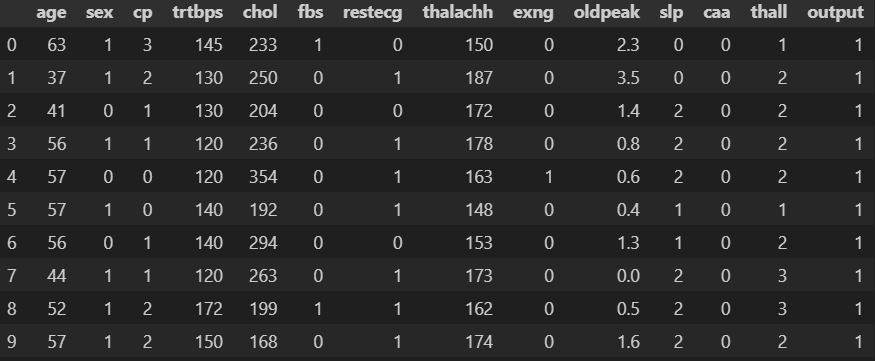 age sex cp trtbps chol fbs restecg thalachh exng oldpeak slp caa thall output
0 63 1 3 145 233 1 0 150 0 2.3 0 0 1 1
1 37 1 2 130 250 0 1 187 0 3.5 0 0 2 1
2 41 0 1 130 204 0 0 172 0 1.4 2 0 2 1
3 56 1 1 120 236 0 1 178 0 0.8 2 0 2 1
4 57 0 0 120 354 0 1 163 1 0.6 2 0 2 1
5 57 1 0 140 192 0 1 148 0 0.4 1 0 1 1
6 56 0 1 140 294 0 0 153 0 1.3 1 0 2 1
7 44 1 1 120 263 0 1 173 0 0.0 2 0 3 1
8 52 1 2 172 199 1 1 162 0 0.5 2 0 3 1
9 57 1 2 150 168 0 1 174 0 1.6 2 0 2 1